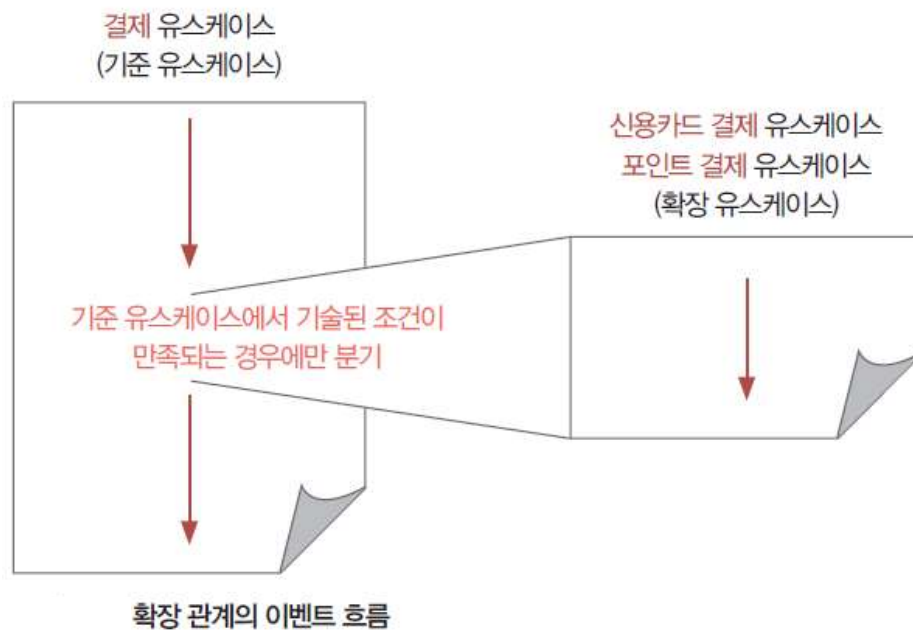 결제 유스케이스
(기준 유스케이스)
신용카드 결제 유스케이스
포인트 결제 유스케이스
(확장 유스케이스)
기준 유스케이스에서 기술된 조건이
만족되는 경우에만 분기
확장 관계의 이벤트 흐름